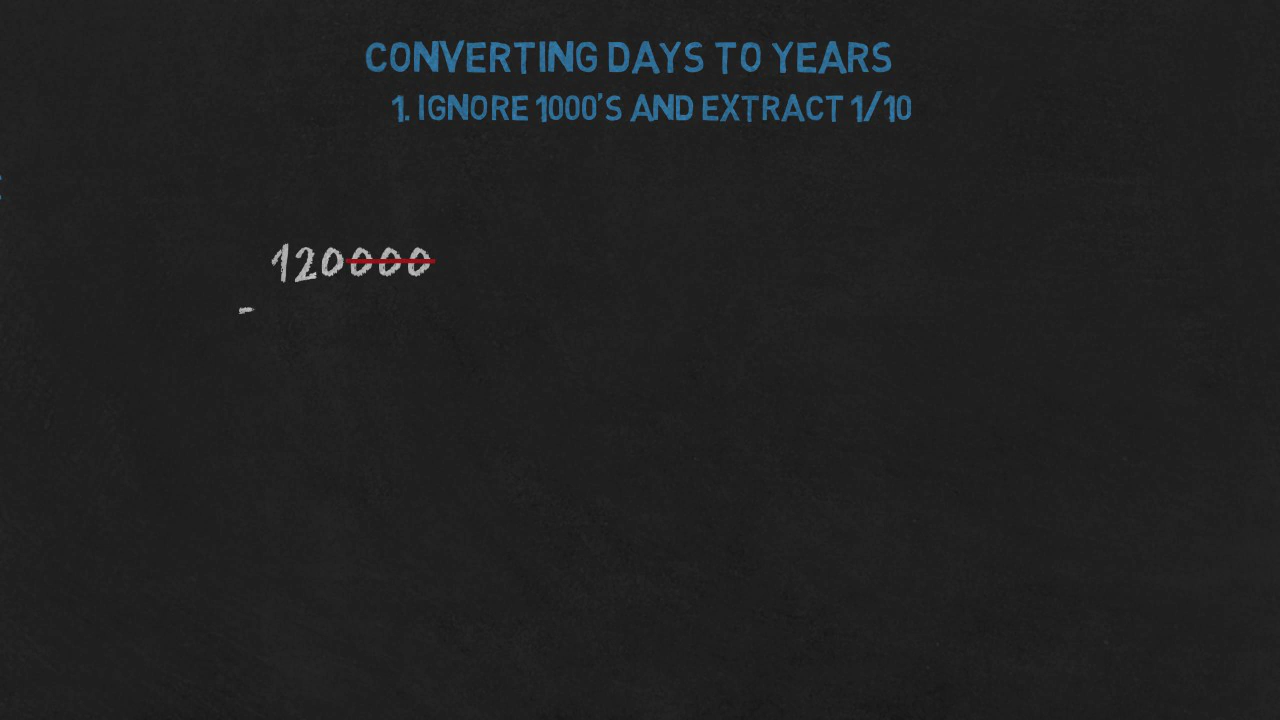 CONVERTING DAYS TO YEARS
1. IGNORE 1000'S AND EXTRACT 1/10
120000
-